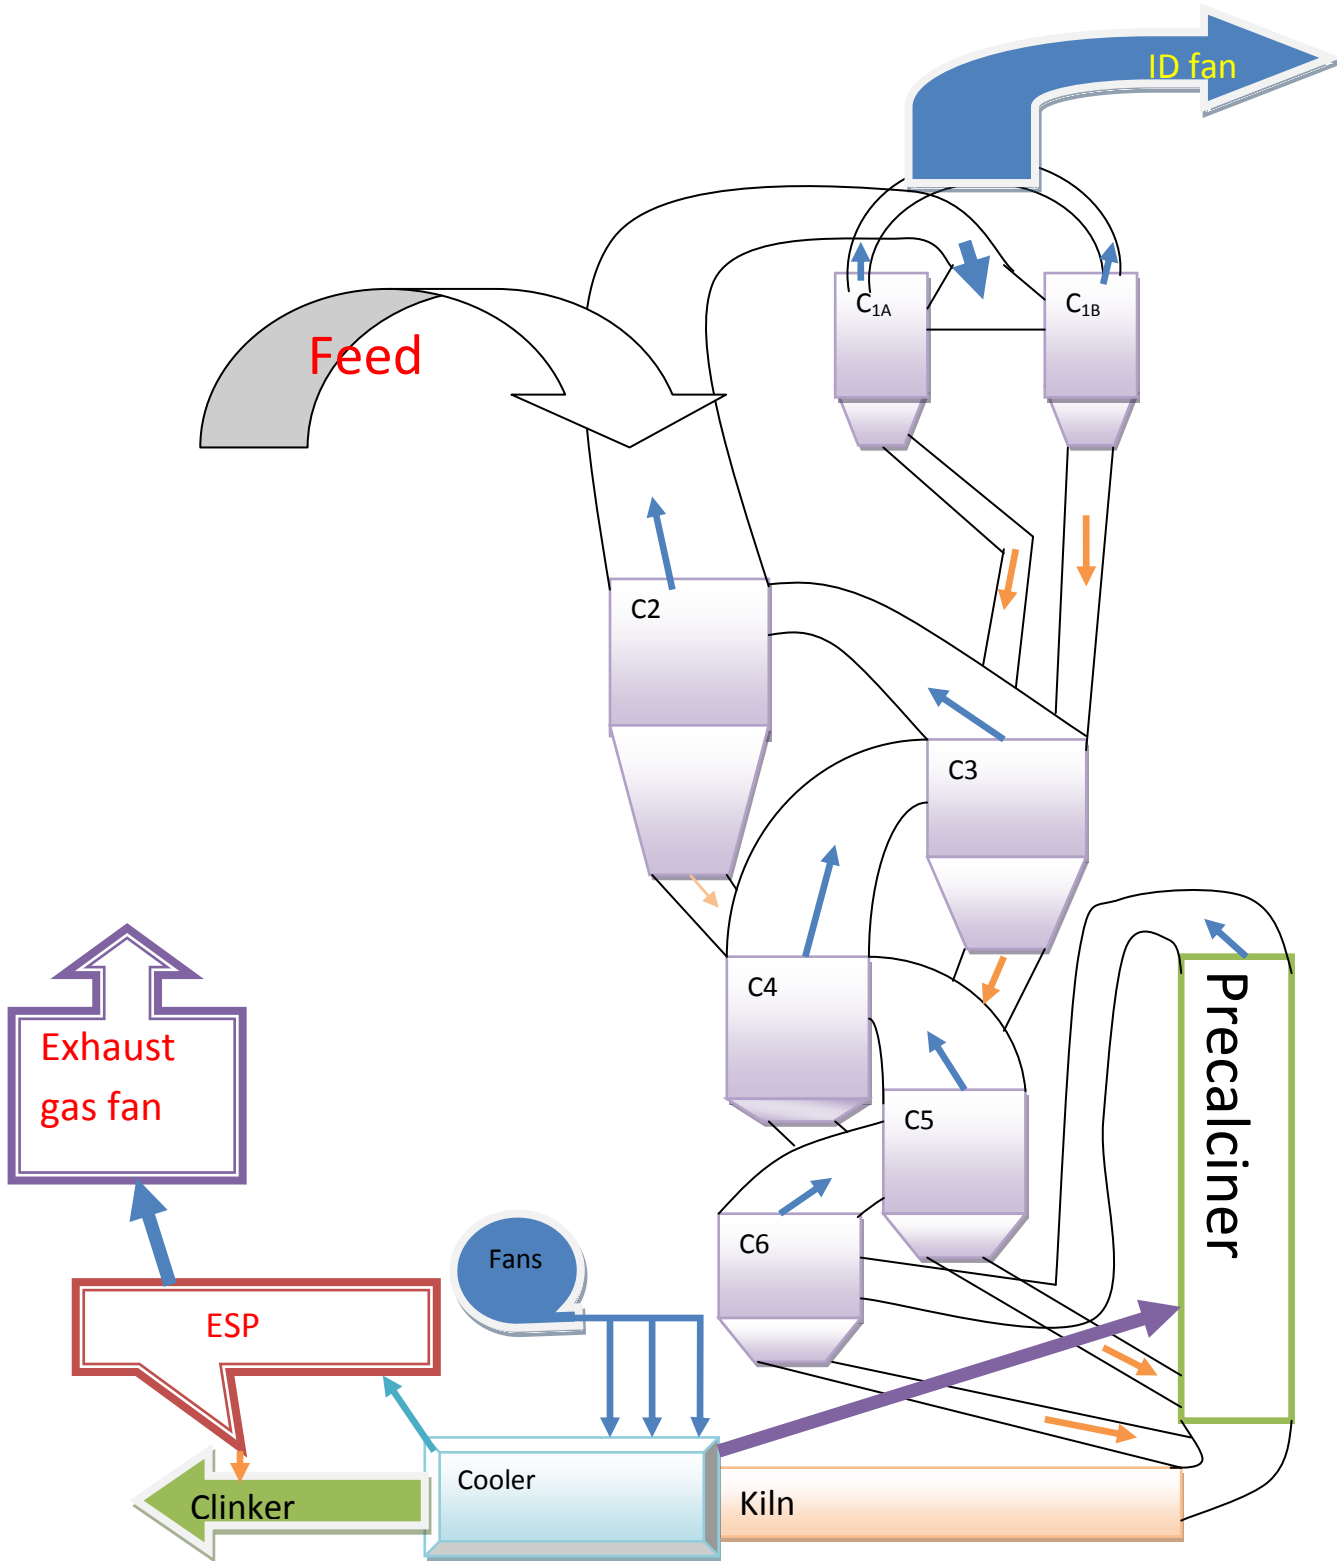 ID fan
C1A
C1B
Feed
C2
C3
C4
Precalciner
Exhaust
gas fan
C5
C6
Fans
ESP
Cooler
Kiln
Clinker